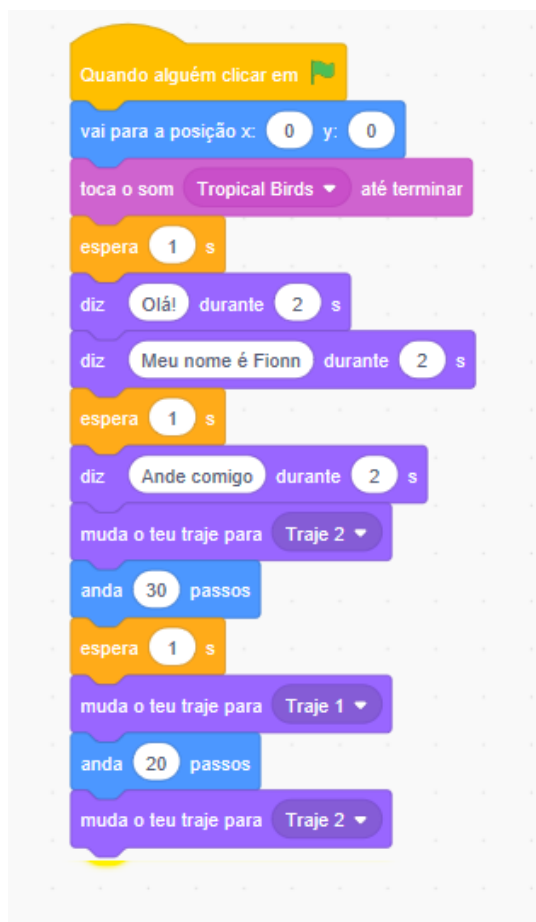 Quando alguém clicar em
vai para a posição x: 0 y: 0
toca o som Tropical Birds até terminar
espera 1 s
diz Olá! durante 2 s
diz Meu nome é Fionn durante 2 s
espera 1 s
diz Ande comigo durante 2 s
muda o teu traje para Traje 2
anda 30 passos
espera 1 s
muda o teu traje para Traje 1
anda 20 passos
muda o teu traje para Traje 2